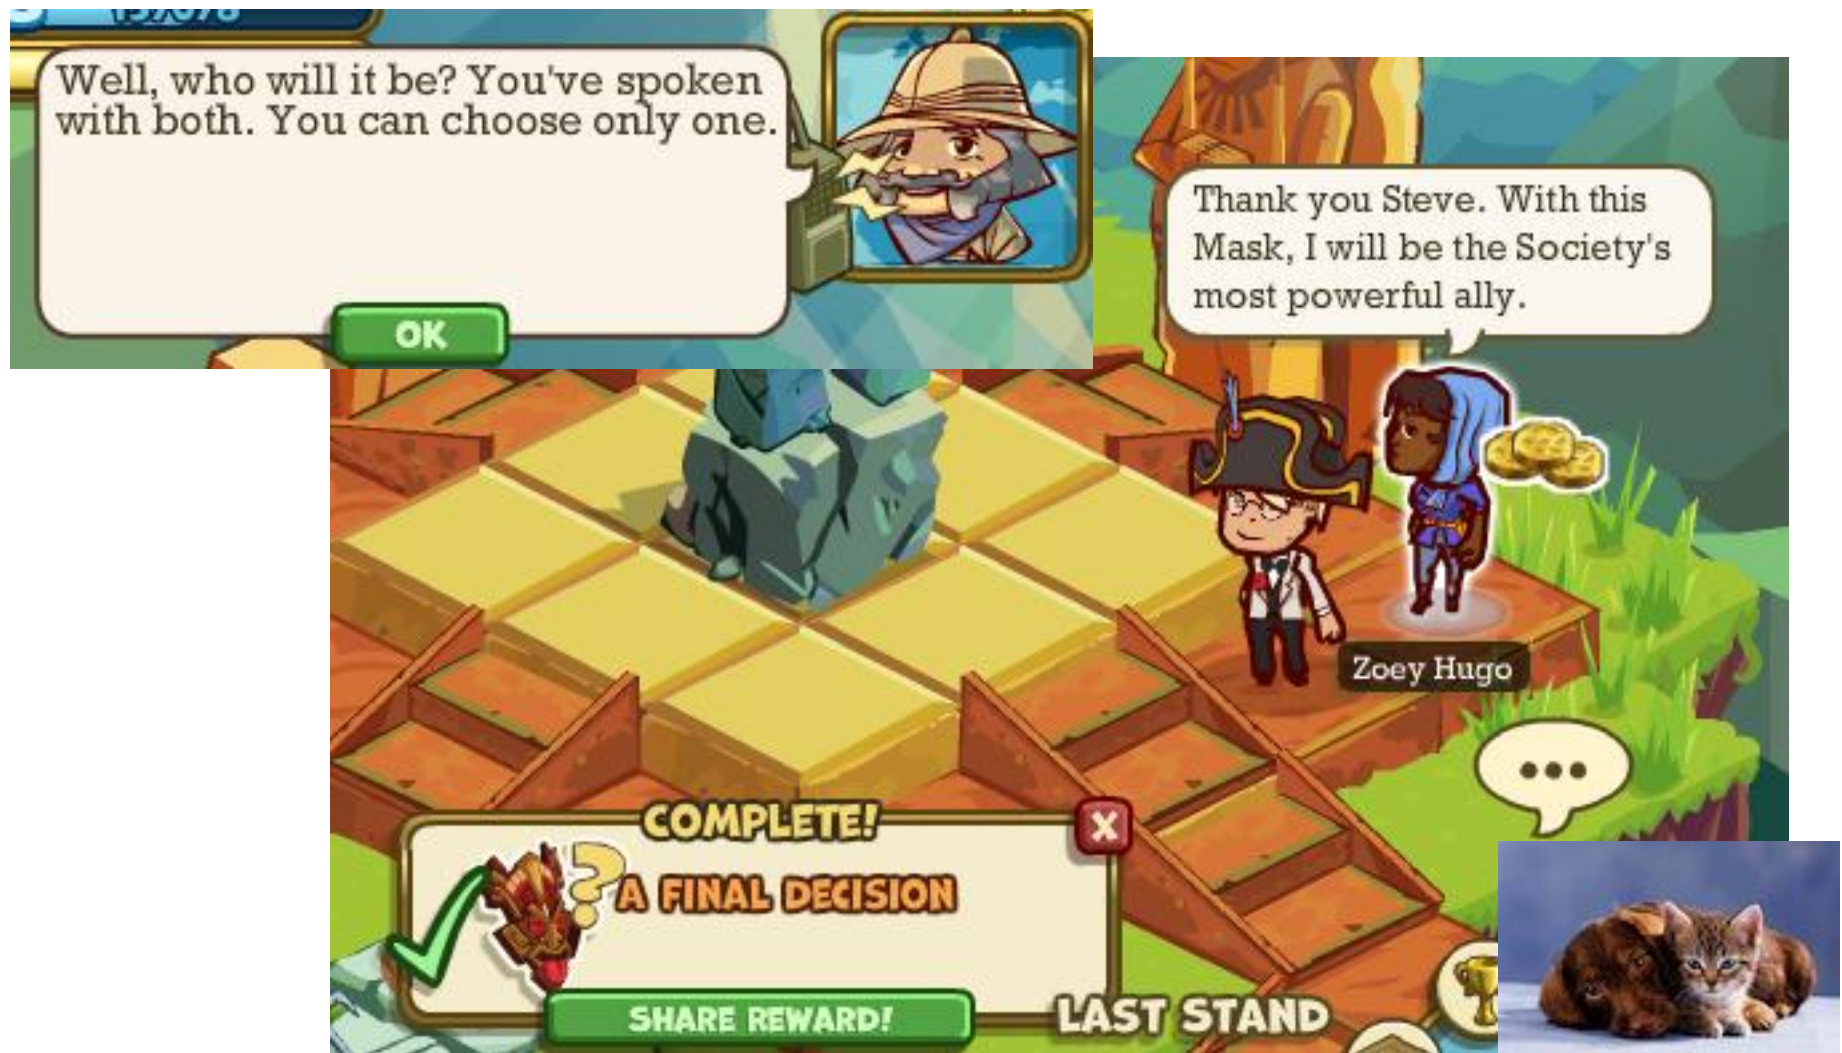 Well, who will it be? You've spoken
with both. You can choose only one.
OK
Thank you Steve. With this
Mask, I will be the Society's
most powerful ally.
Zoey Hugo
COMPLETE!
X
?
A FINAL DECISION
SHARE REWARD!
LAST STAND